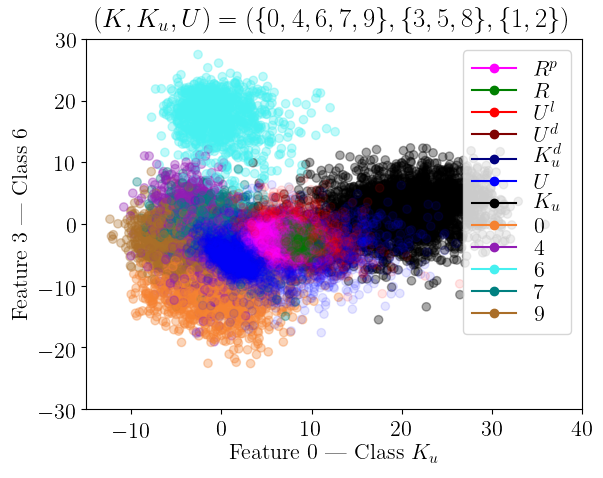 (K, K_u, U) = ({0, 4, 6, 7, 9}, {3, 5, 8}, {1, 2})
30
20
10
0
−10
−20
−30
Feature 3 — Class 6
R^p
R
U^l
U^d
K_u^d
U
K_u
0
4
6
7
9
−10 0 10 20 30 40
Feature 0 — Class K_u